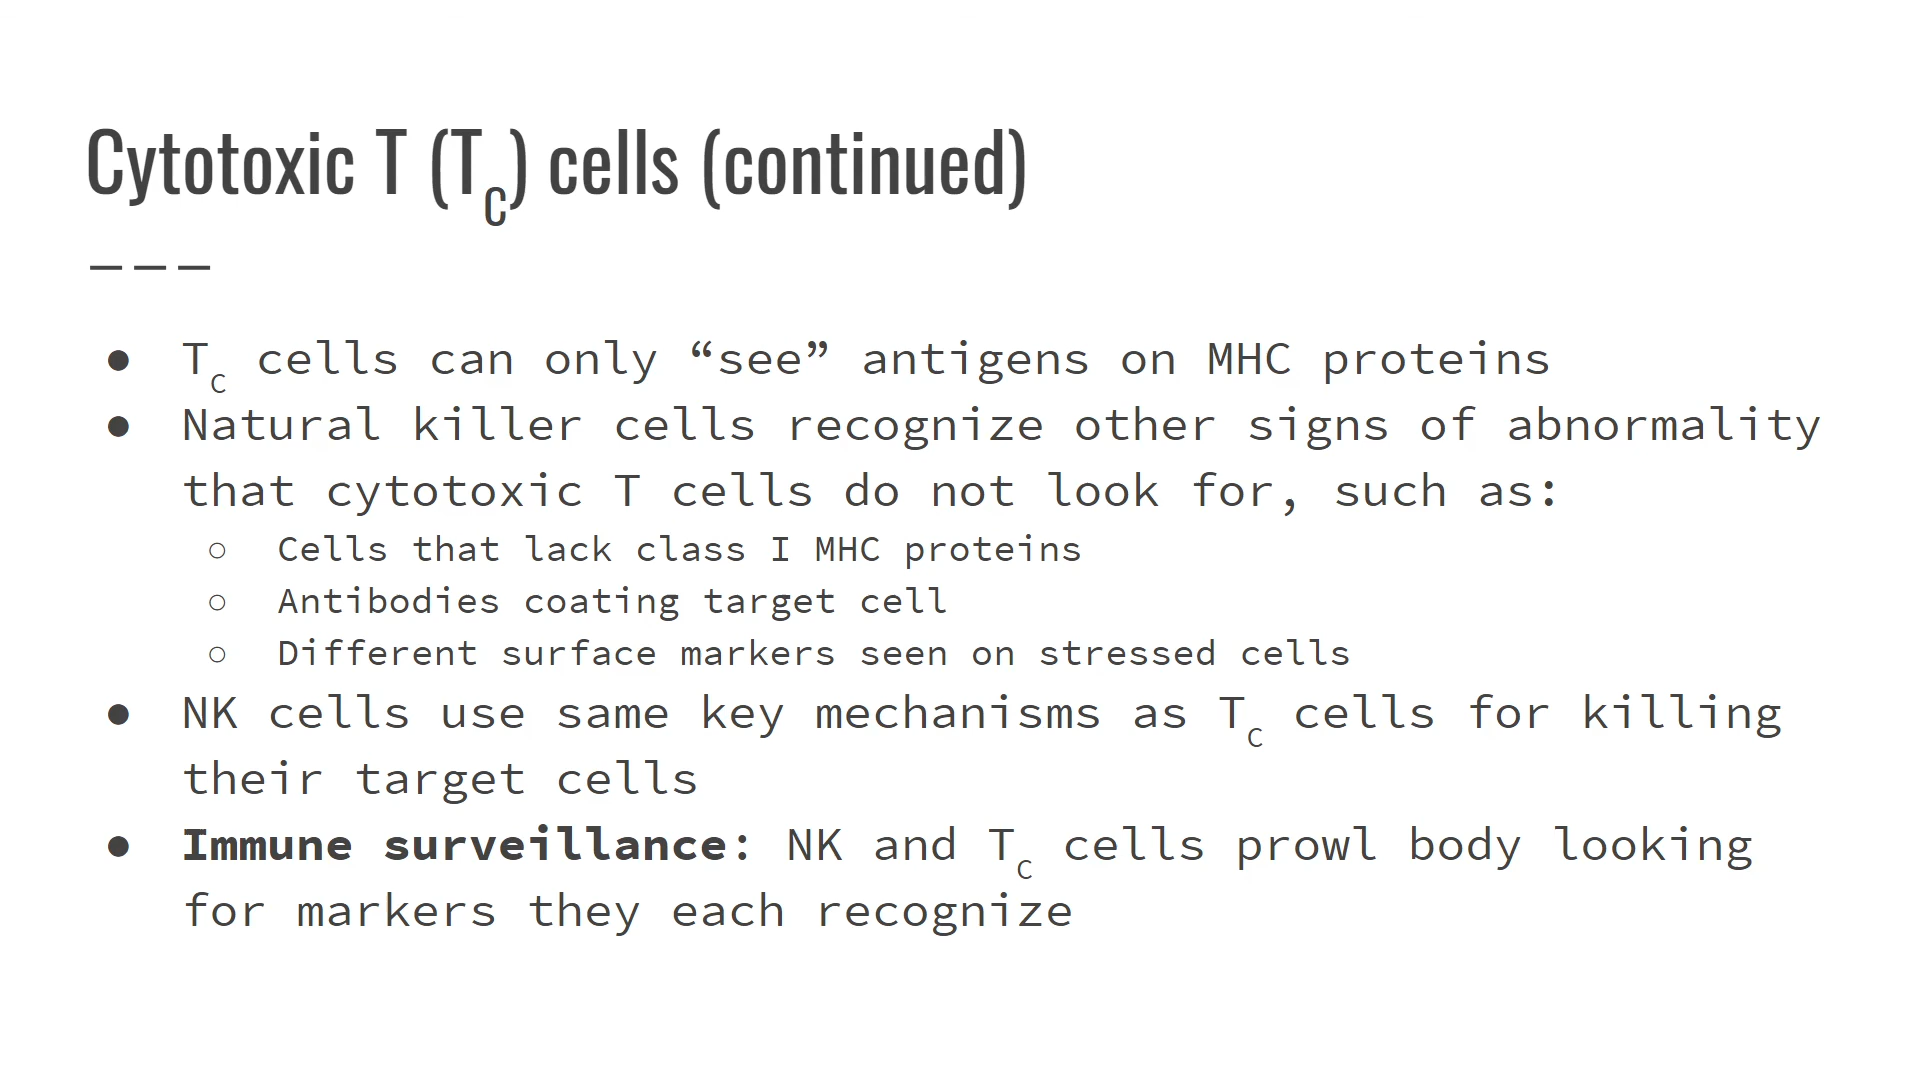 Cytotoxic T (TC) cells (continued)
● TC cells can only “see” antigens on MHC proteins
● Natural killer cells recognize other signs of abnormality
that cytotoxic T cells do not look for, such as:
○ Cells that lack class I MHC proteins
○ Antibodies coating target cell
○ Different surface markers seen on stressed cells
● NK cells use same key mechanisms as TC cells for killing
their target cells
● Immune surveillance: NK and TC cells prowl body looking
for markers they each recognize